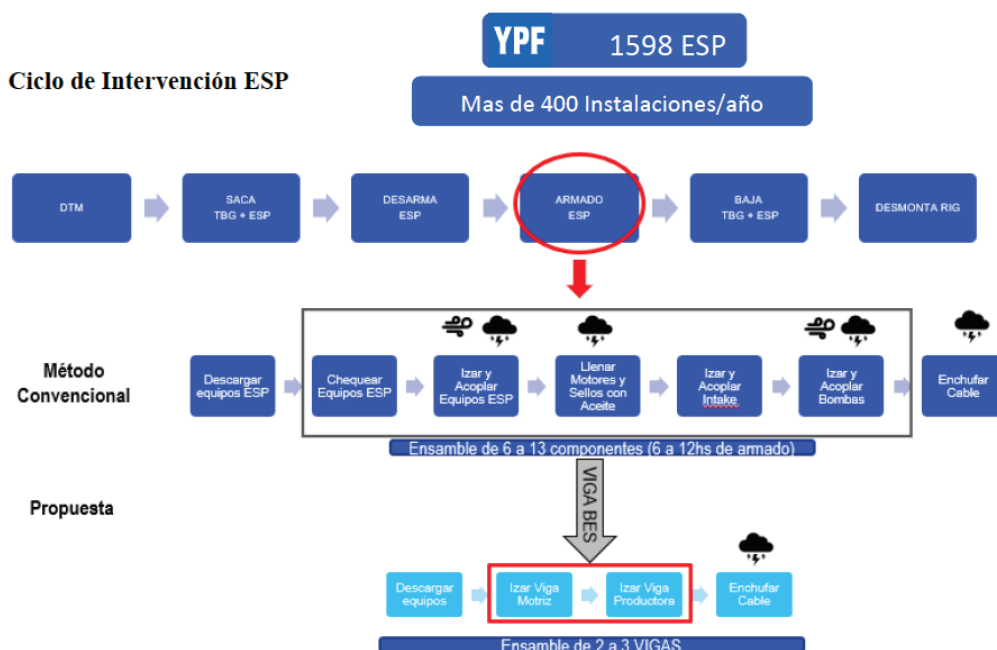 YPF 1598 ESP
Ciclo de Intervención ESP
Mas de 400 Instalaciones/año
DTM
SACA
TBG + ESP
DESARMA
ESP
ARMADO
ESP
BAJA
TBG + ESP
DESMONTA RIG
Método
Convencional
Descargar
equipos ESP
Chequear
Equipos ESP
Izar y
Acoplar
Equipos ESP
Llenar
Motores y
Sellos con
Aceite
Izar y
Acoplar
Intake
Izar y
Acoplar
Bombas
Enchufar
Cable
Ensamble de 6 a 13 componentes (6 a 12hs de armado)
VIGA BES
Propuesta
Descargar
equipos
Izar Viga
Motriz
Izar Viga
Productora
Enchufar
Cable
Ensamble de 2 a 3 VIGAS